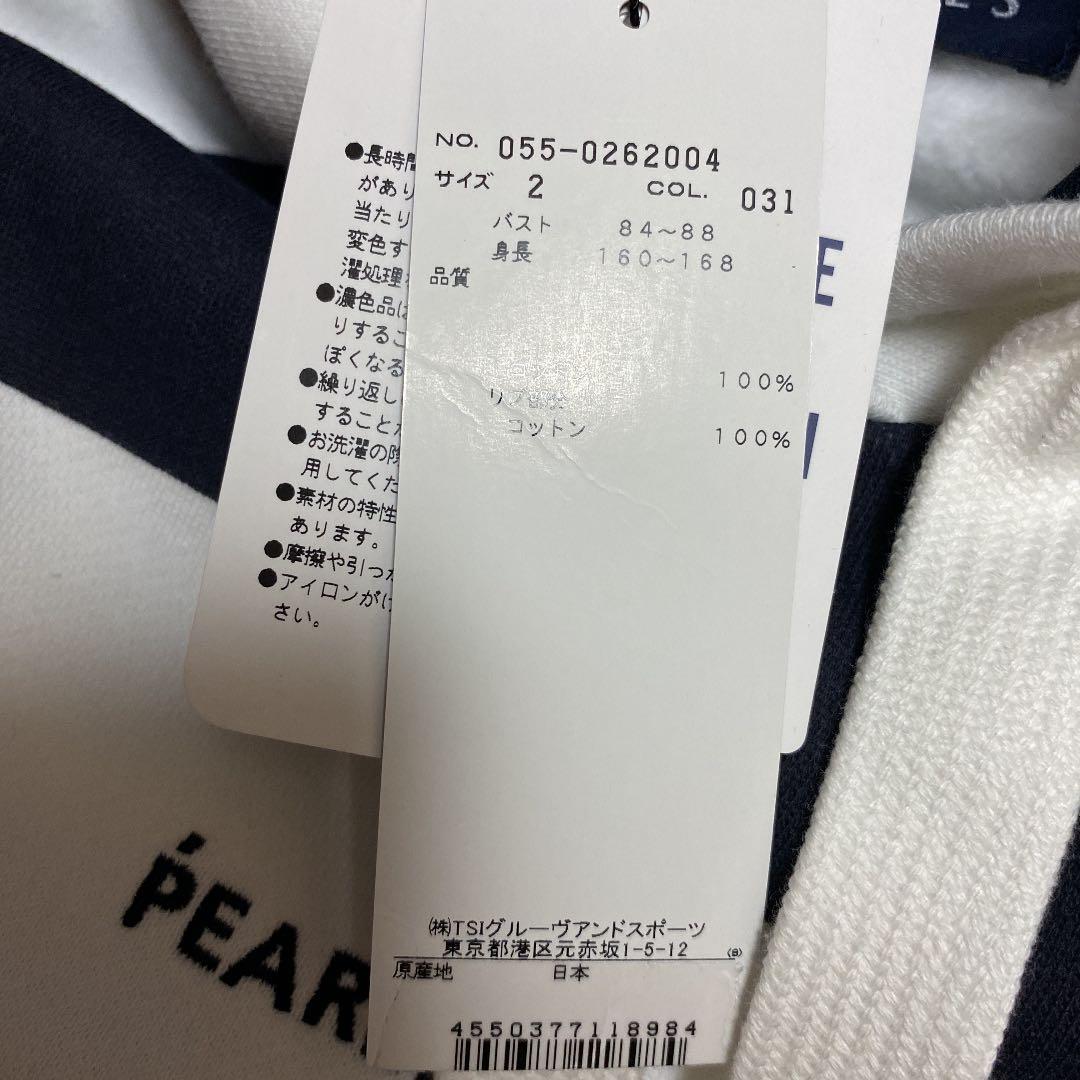 NO. 055-0262004
サイズ 2 COL. 031
バスト 84～88
身長 160～168
品質
100%
コットン 100%
㈱TSIグルーヴアンドスポーツ
東京都港区元赤坂1-5-12 (8)
原産地 日本
4550377118984
●長時間
があり
当たり
変色す
濯処理
●濃色品は
りするこ
ぽくなる
●繰り返し
することが
●お洗濯の際
用してくだ
●素材の特性
あります。
●摩擦や引っか
●アイロンがけ
さい。
E
PEAR